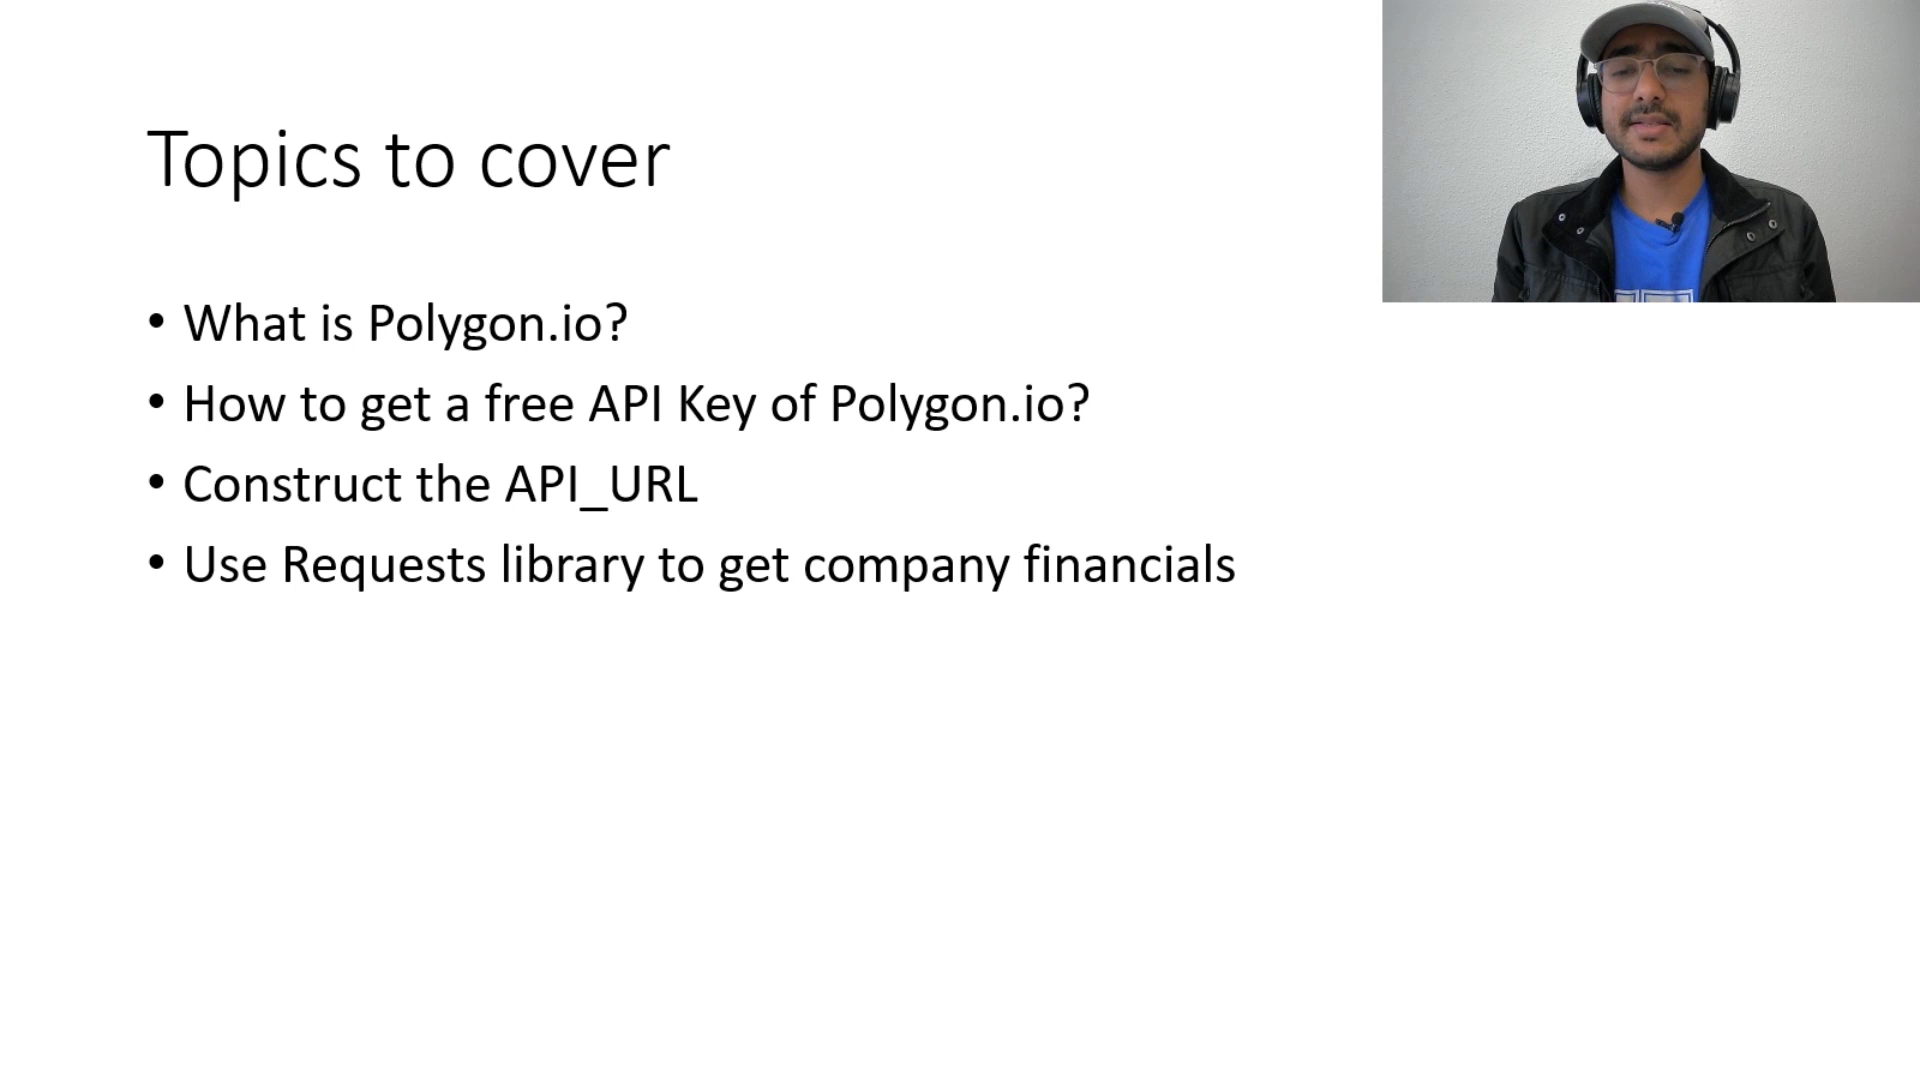 Topics to cover
• What is Polygon.io?
• How to get a free API Key of Polygon.io?
• Construct the API_URL
• Use Requests library to get company financials